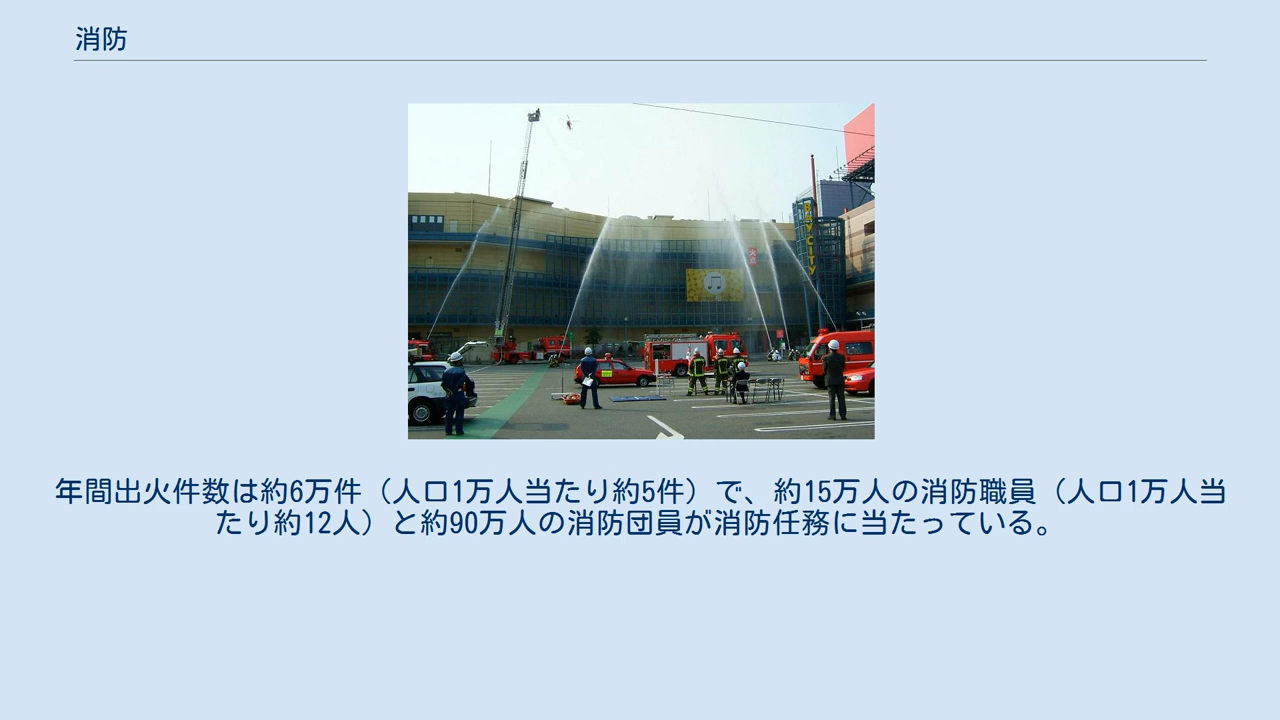 消防
BAYCITY
火点
年間出火件数は約6万件（人口1万人当たり約5件）で、約15万人の消防職員（人口1万人当
たり約12人）と約90万人の消防団員が消防任務に当たっている。